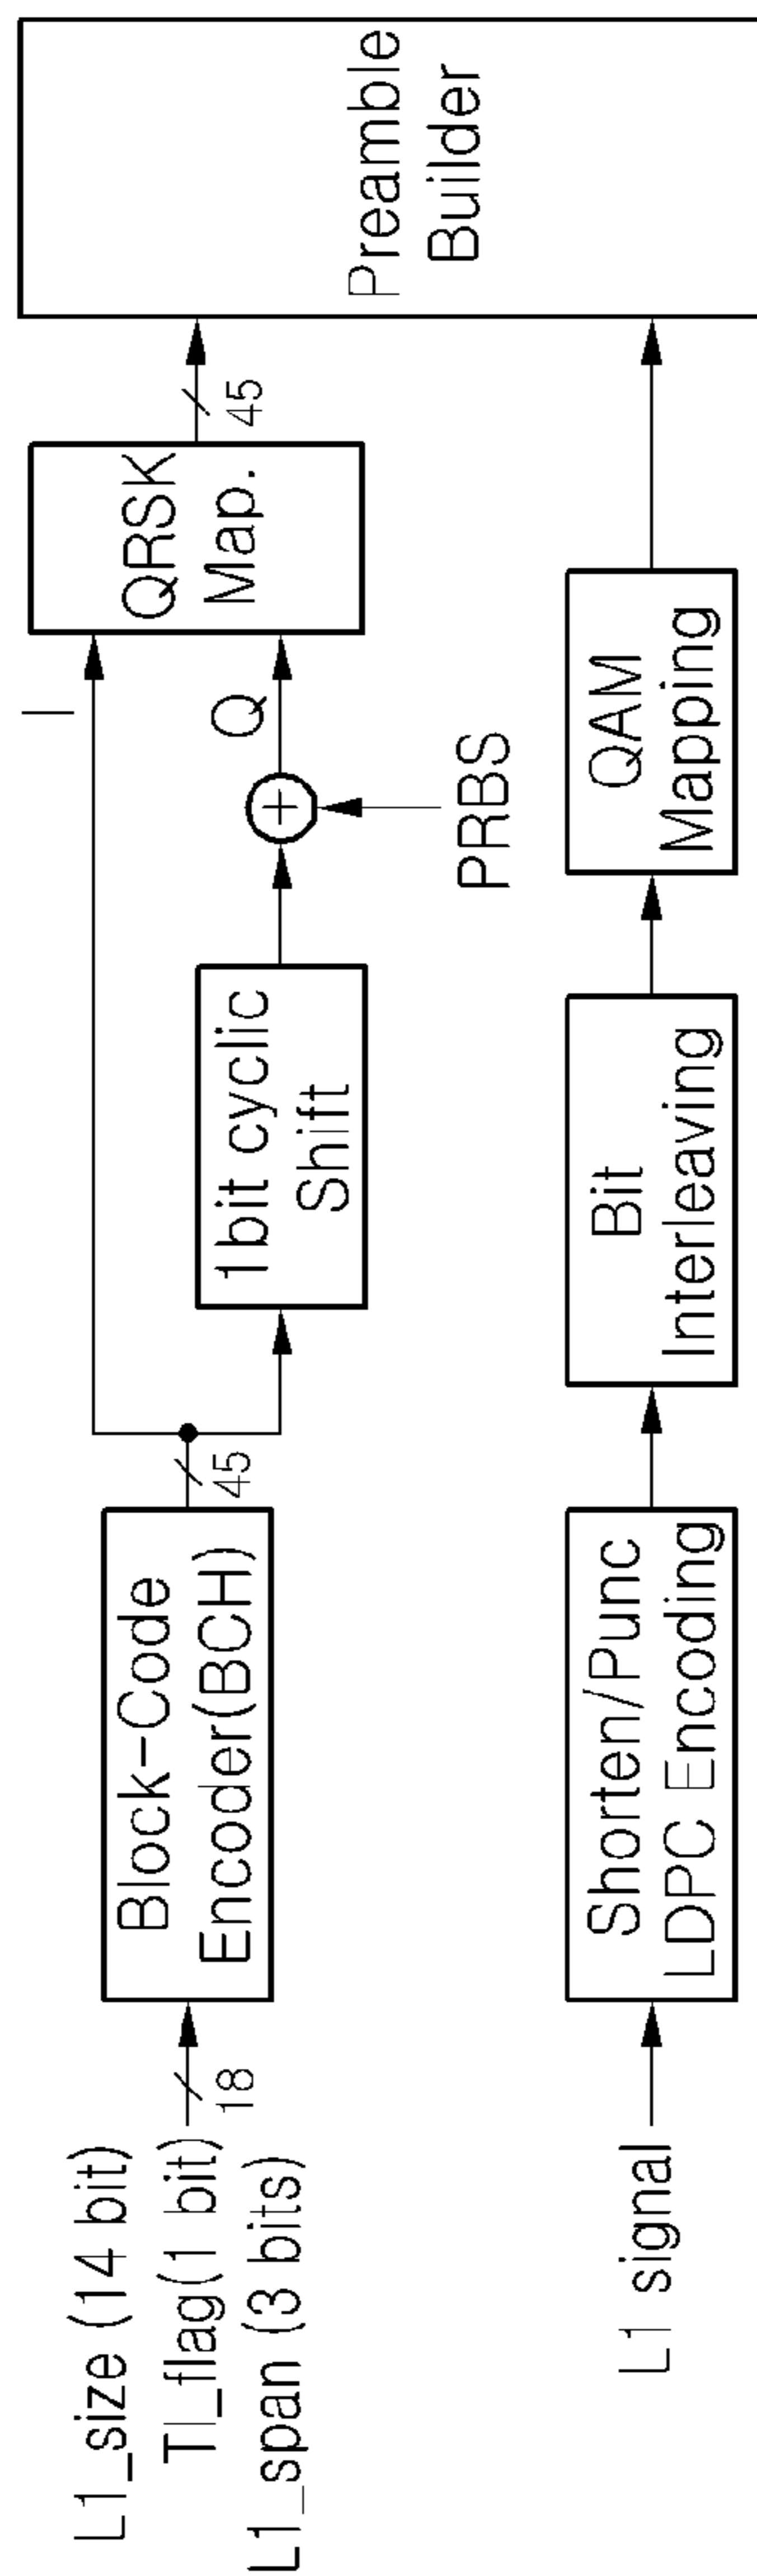 L1_size (14 bit)
TI_flag(1 bit)
L1_span (3 bits)
18
Block-Code
Encoder(BCH)
45
1bit cyclic
Shift
PRBS
I
Q
QRSK
Map.
45
Preamble
Builder
L1 signal
Shorten/Punc
LDPC Encoding
Bit
Interleaving
QAM
Mapping